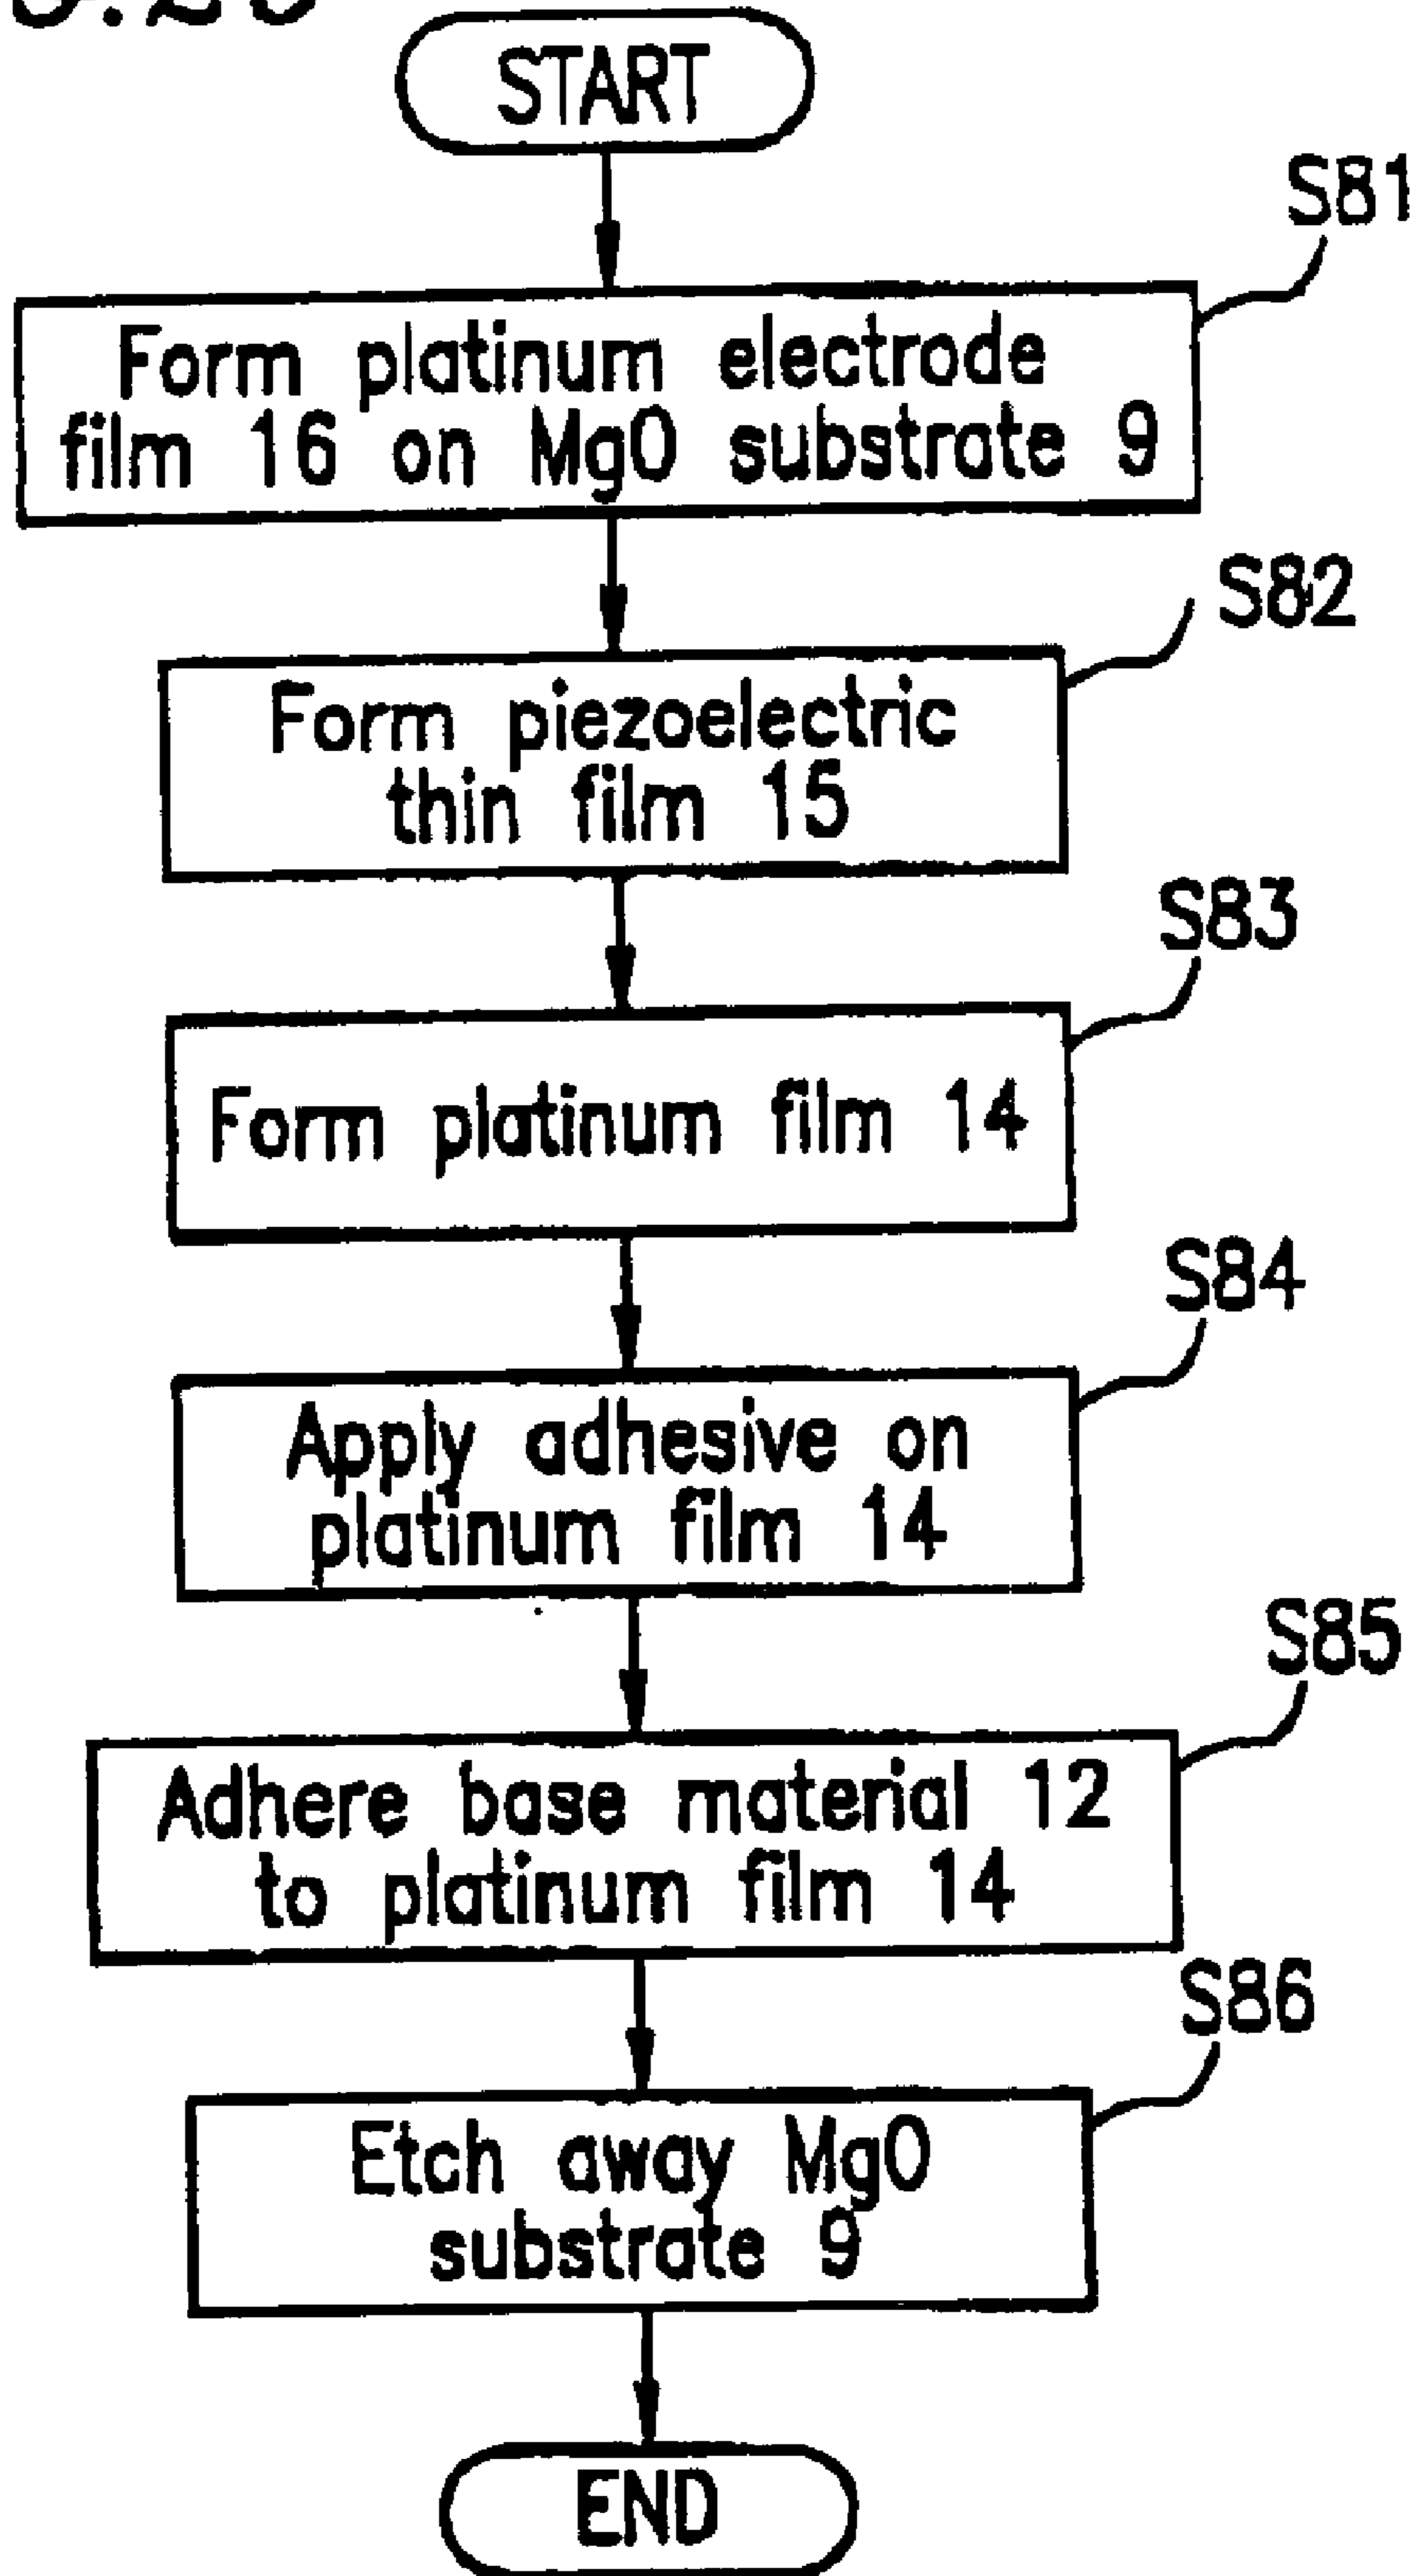 START
S81
Form platinum electrode
film 16 on MgO substrate 9
S82
Form piezoelectric
thin film 15
S83
Form platinum film 14
S84
Apply adhesive on
platinum film 14
S85
Adhere base material 12
to platinum film 14
S86
Etch away MgO
substrate 9
END